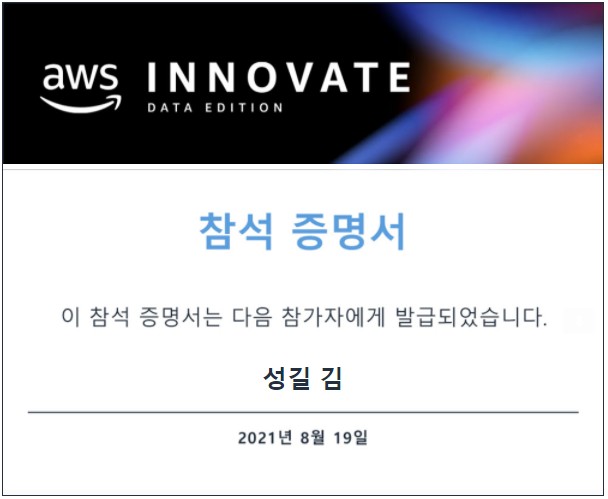 aws INNOVATE
DATA EDITION
참석 증명서
이 참석 증명서는 다음 참가자에게 발급되었습니다.
성길 김
2021년 8월 19일